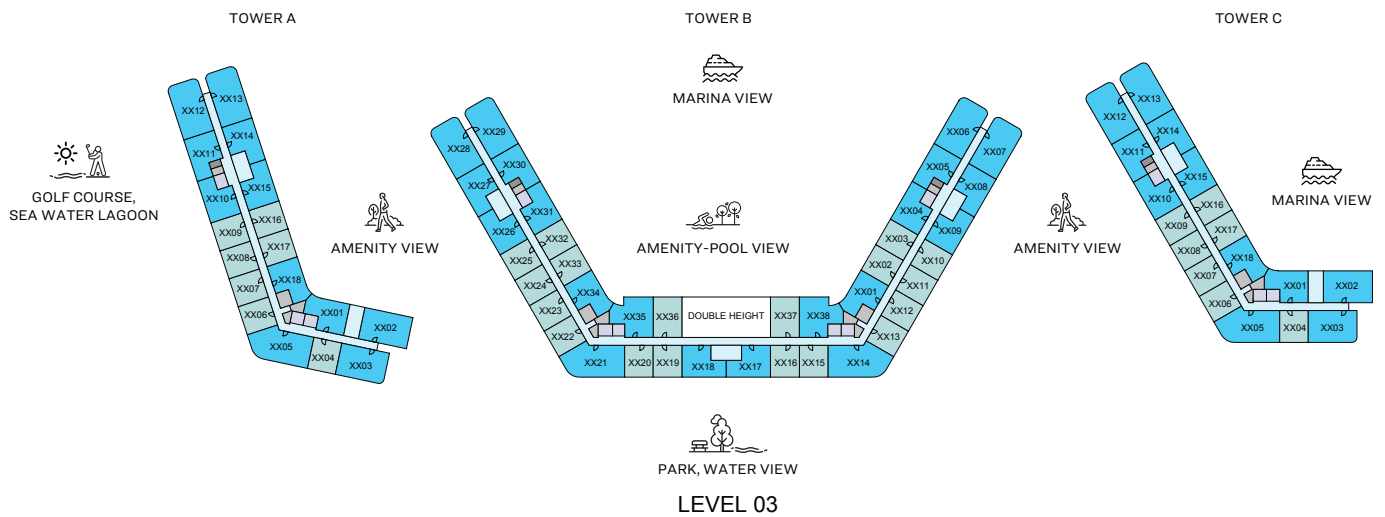 TOWER A
TOWER B
TOWER C
MARINA VIEW
GOLF COURSE,
SEA WATER LAGOON
AMENITY VIEW
AMENITY-POOL VIEW
AMENITY VIEW
MARINA VIEW
PARK, WATER VIEW
LEVEL 03
XX12
XX13
XX14
XX11
XX15
XX10
XX16
XX09
XX17
XX08
XX18
XX07
XX06
XX01
XX02
XX05
XX04
XX03
XX29
XX28
XX30
XX27
XX31
XX26
XX32
XX25
XX33
XX24
XX34
XX23
XX22
XX35
XX36
DOUBLE HEIGHT
XX37
XX38
XX21
XX20
XX19
XX18
XX17
XX16
XX15
XX14
XX06
XX07
XX05
XX08
XX04
XX09
XX03
XX10
XX02
XX11
XX01
XX12
XX13
XX13
XX12
XX14
XX11
XX15
XX10
XX16
XX09
XX17
XX08
XX18
XX07
XX06
XX01
XX02
XX05
XX04
XX03